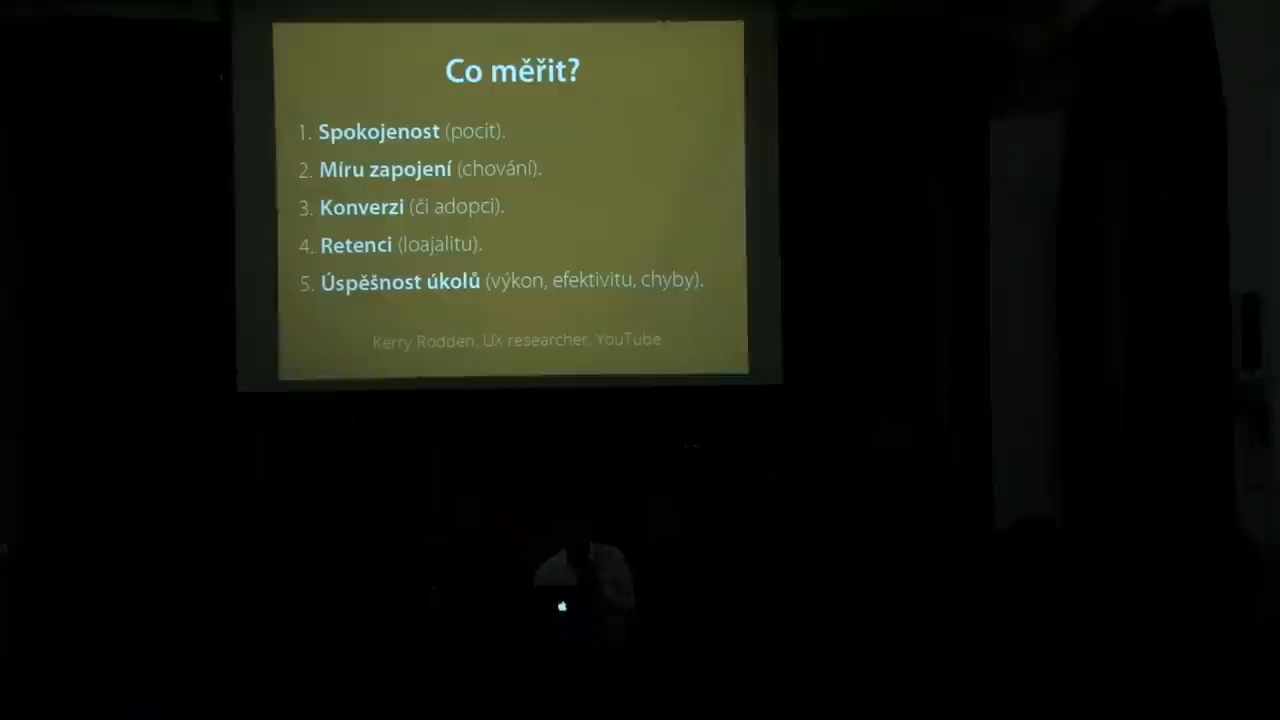 Co měřit?
1. Spokojenost (pocit).
2. Míru zapojení (chování).
3. Konverzi (či adopci).
4. Retenci (loajalitu).
5. Úspěšnost úkolů (výkon, efektivitu, chyby).
Kerry Rodden, UX researcher, YouTube